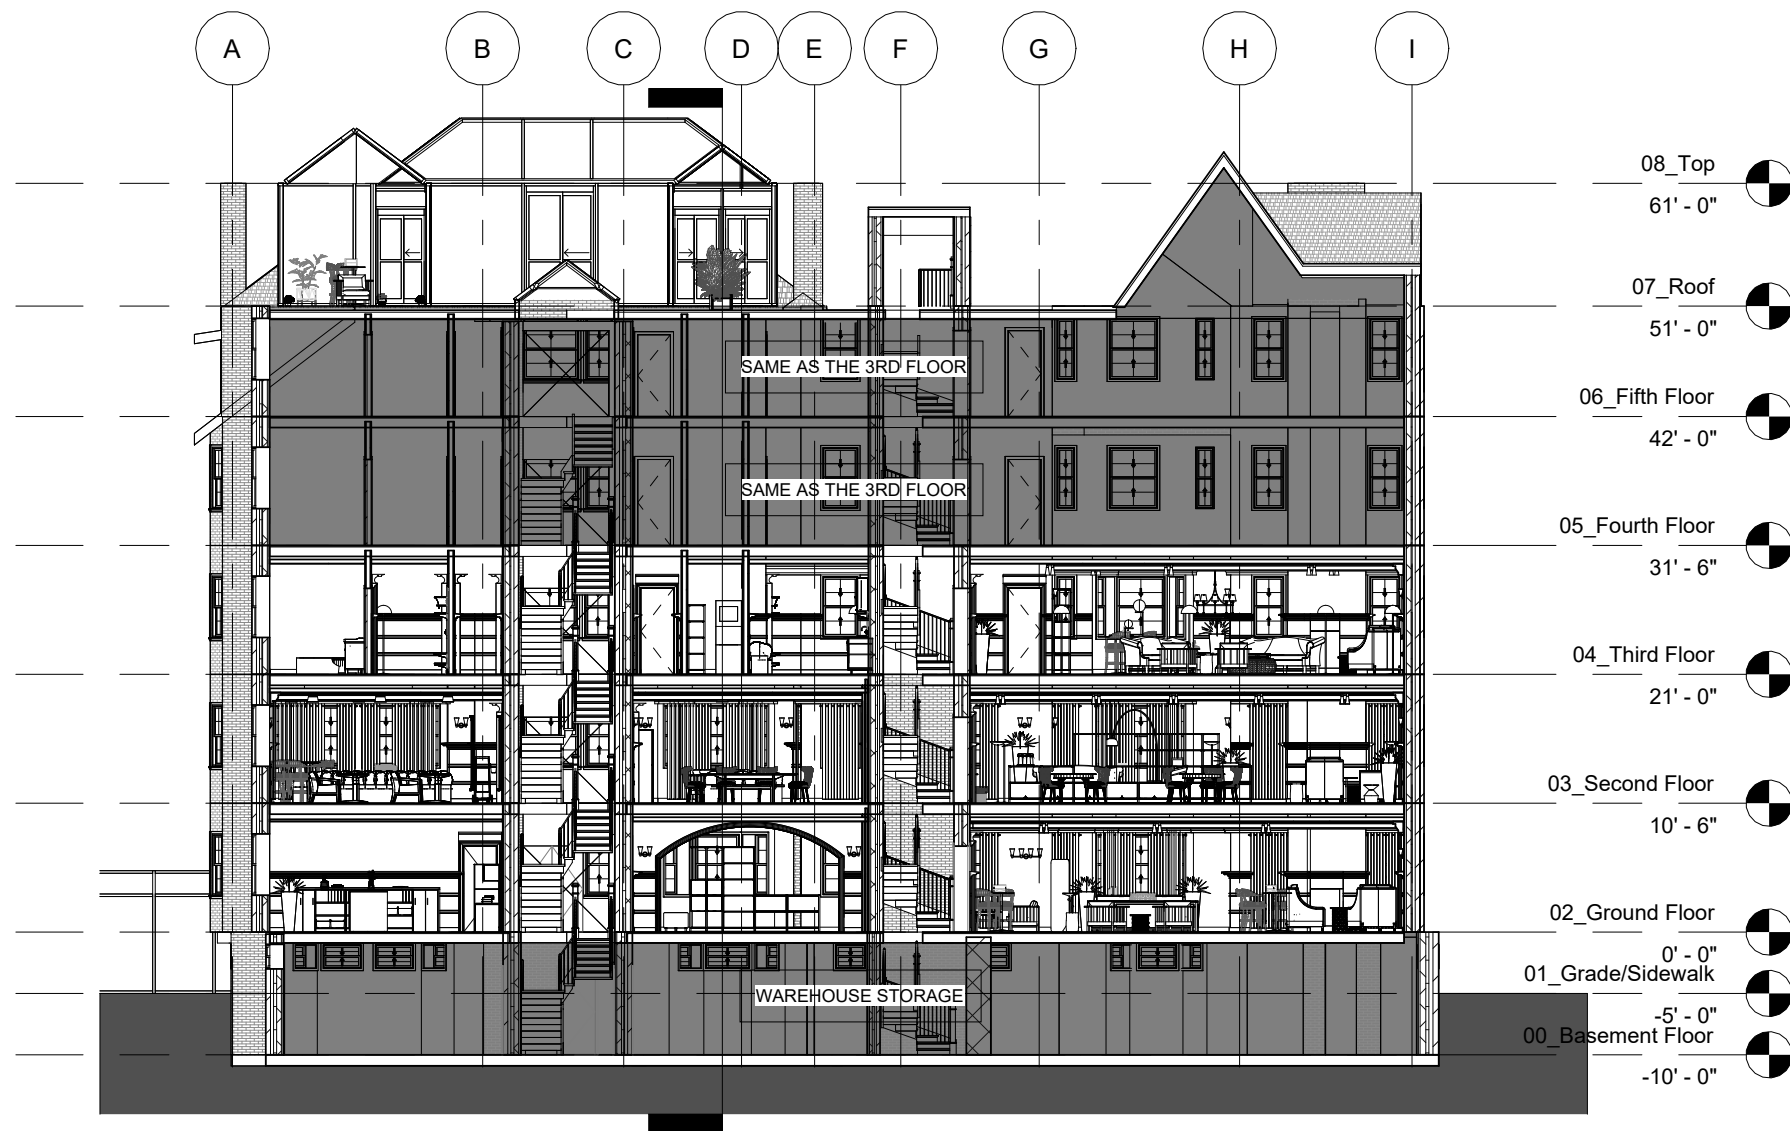 A B C D E F G H I
08_Top
61' - 0"
07_Roof
51' - 0"
SAME AS THE 3RD FLOOR
06_Fifth Floor
42' - 0"
SAME AS THE 3RD FLOOR
05_Fourth Floor
31' - 6"
04_Third Floor
21' - 0"
03_Second Floor
10' - 6"
02_Ground Floor
0' - 0"
01_Grade/Sidewalk
WAREHOUSE STORAGE
-5' - 0"
00_Basement Floor
-10' - 0"